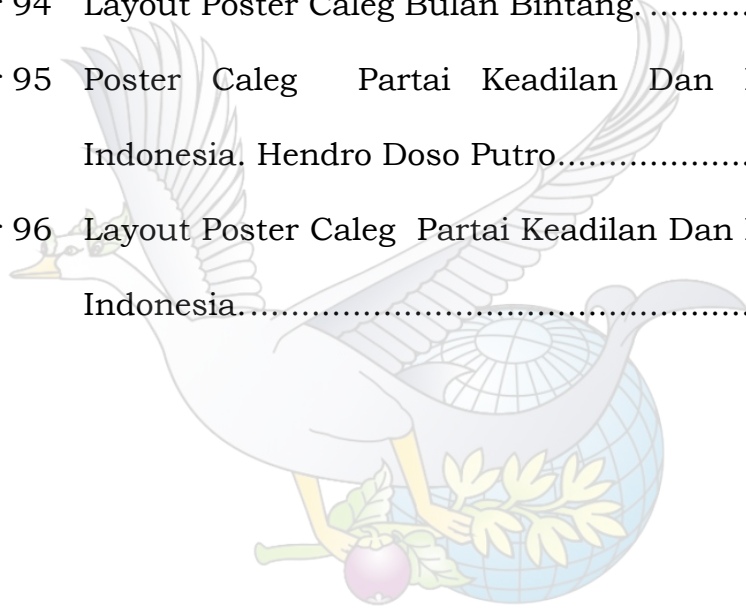 94 Layout Poster Caleg Bulan Bintang...........
95 Poster Caleg Partai Keadilan Dan
Indonesia. Hendro Doso Putro.....................
96 Layout Poster Caleg Partai Keadilan Dan
Indonesia......................................................